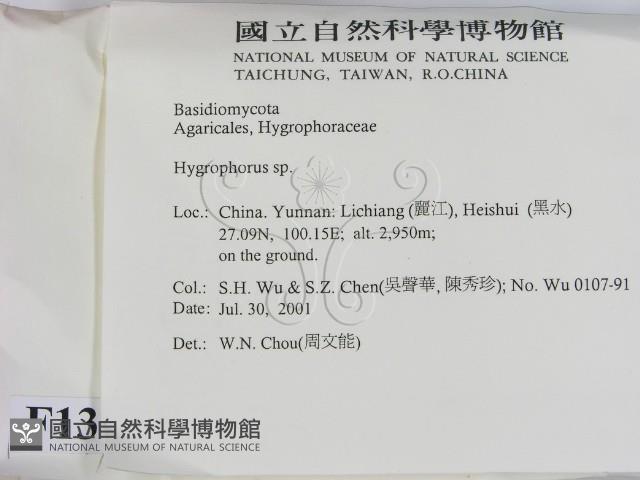 國立自然科學博物館
NATIONAL MUSEUM OF NATURAL SCIENCE
TAICHUNG, TAIWAN, R.O.CHINA
Basidiomycota
Agaricales, Hygrophoraceae
Hygrophorus sp.
Loc.: China. Yunnan: Lichiang (麗江), Heishui (黑水)
27.09N, 100.15E; alt. 2,950m;
on the ground.
Col.: S.H. Wu & S.Z. Chen(吳聲華, 陳秀珍); No. Wu 0107-91
Date: Jul. 30, 2001
Det.: W.N. Chou(周文能)
F13
國立自然科學博物館
NATIONAL MUSEUM OF NATURAL SCIENCE